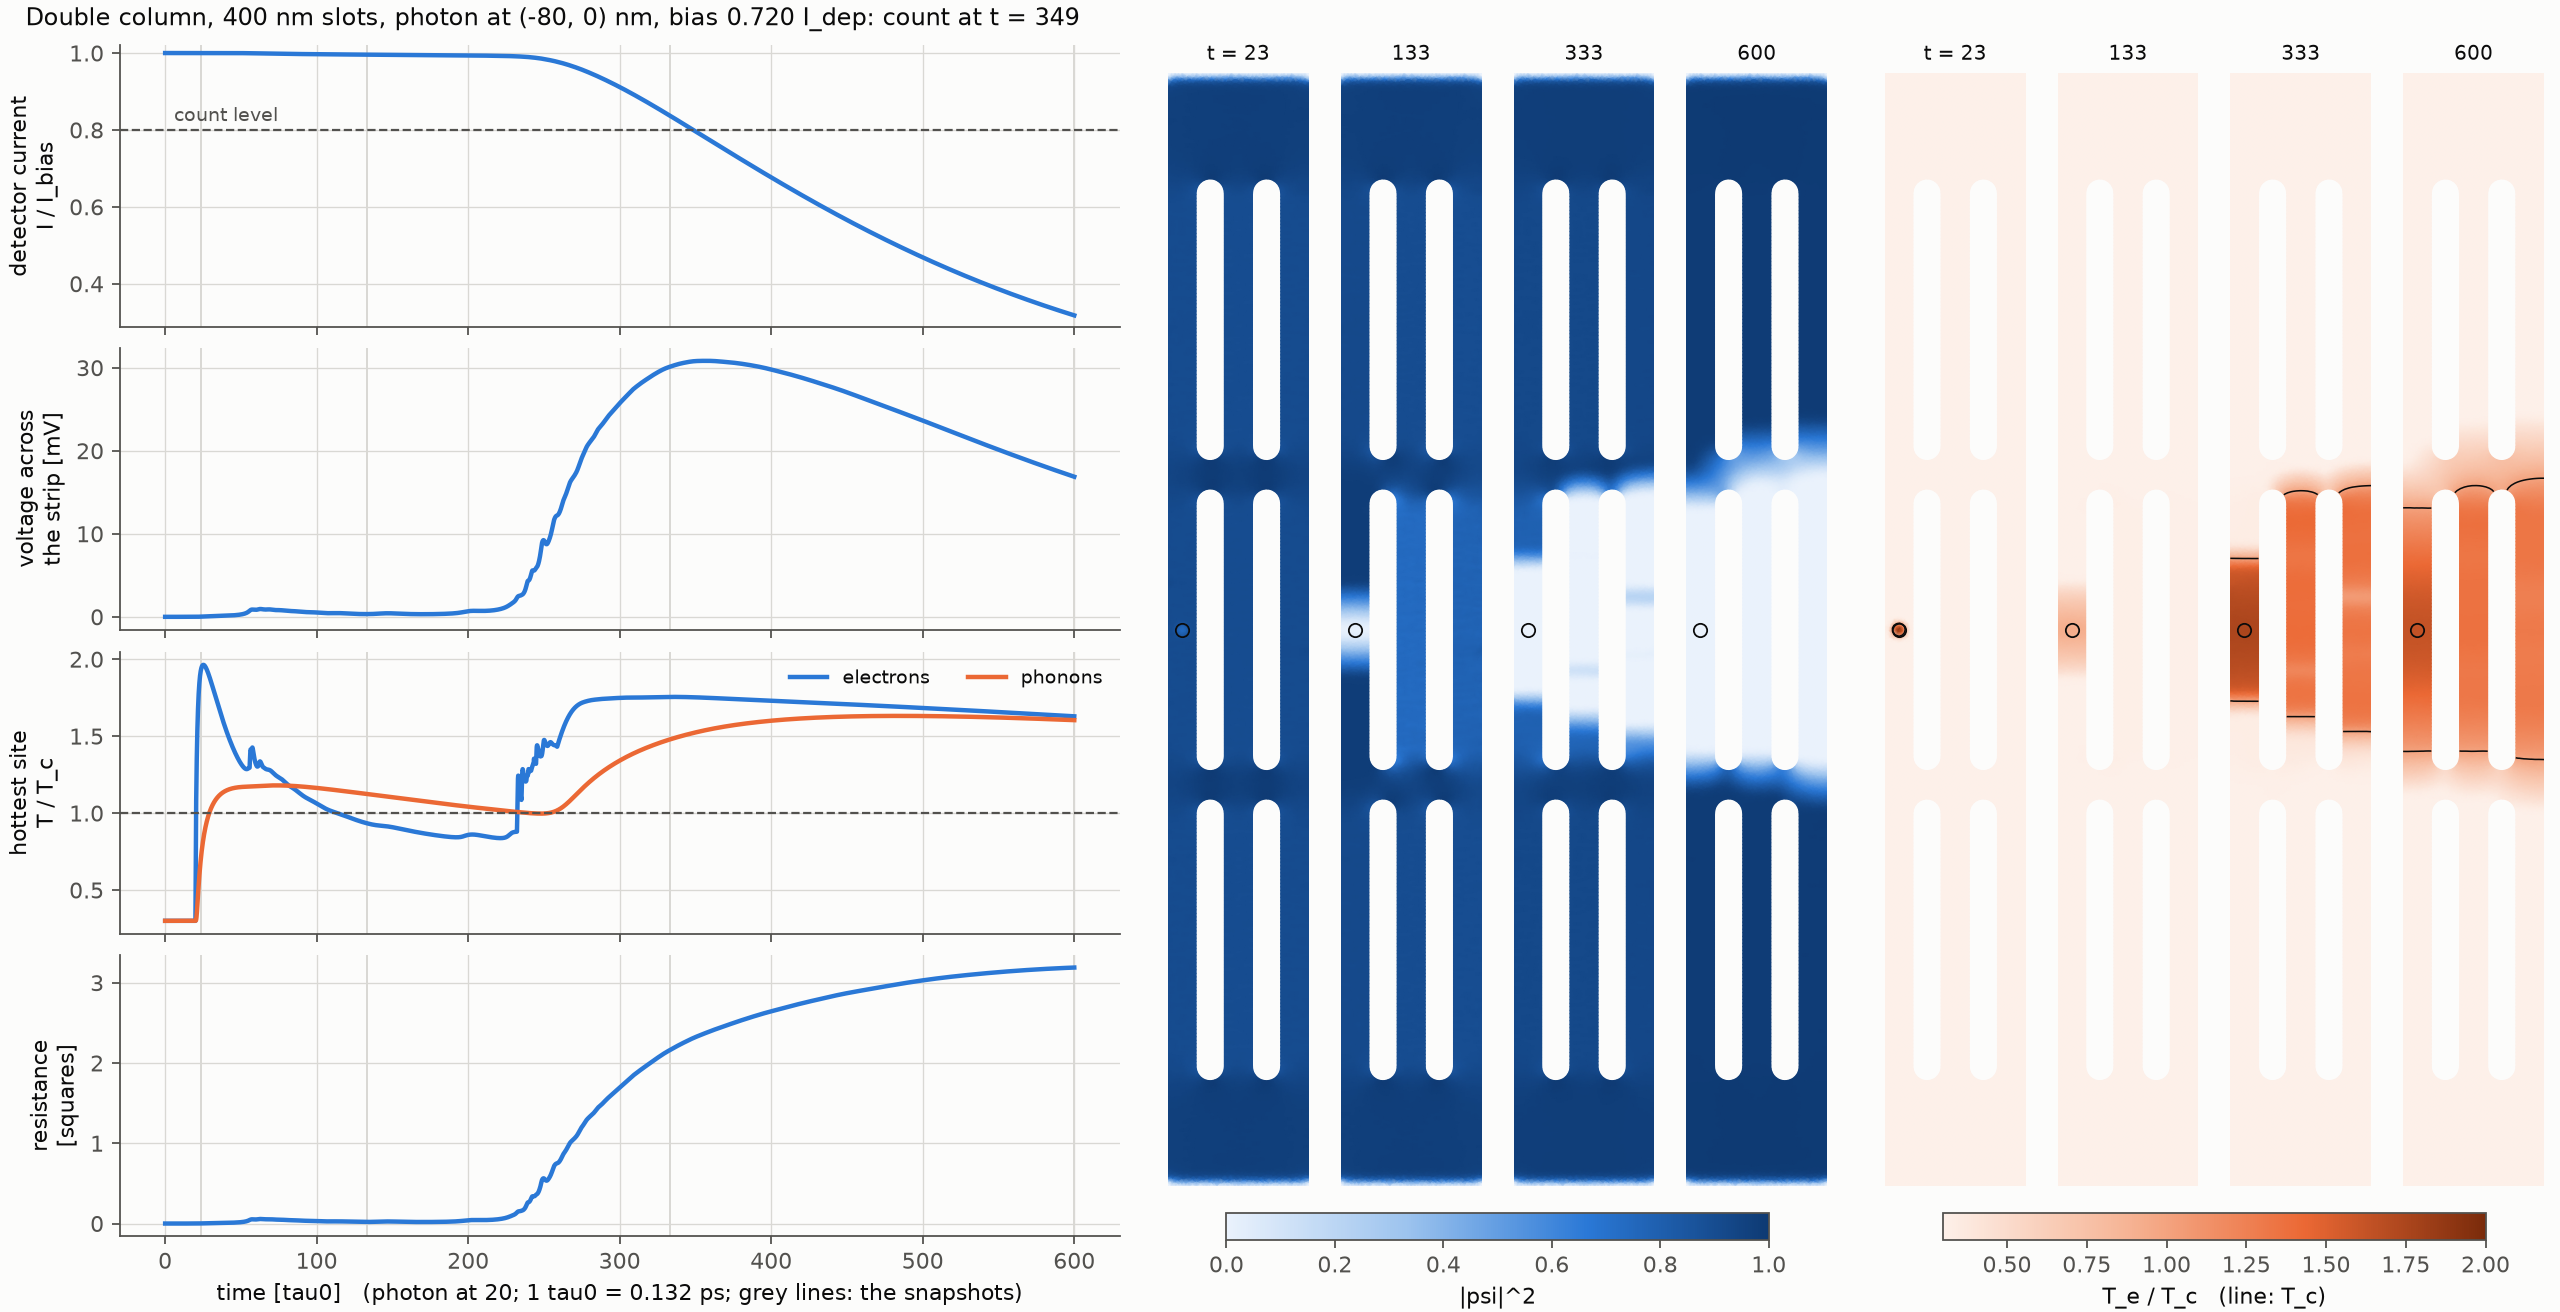 Double column, 400 nm slots, photon at (-80, 0) nm, bias 0.720 I_dep: count at t = 349
detector current
I / I_bias
1.0
0.8
0.6
0.4
count level
voltage across
the strip [mV]
30
20
10
0
hottest site
T / T_c
2.0
1.5
1.0
0.5
electrons
phonons
resistance
[squares]
3
2
1
0
0 100 200 300 400 500 600
time [tau0] (photon at 20; 1 tau0 = 0.132 ps; grey lines: the snapshots)
t = 23 133 333 600
0.0 0.2 0.4 0.6 0.8 1.0
|psi|^2
t = 23 133 333 600
0.50 0.75 1.00 1.25 1.50 1.75 2.00
T_e / T_c (line: T_c)